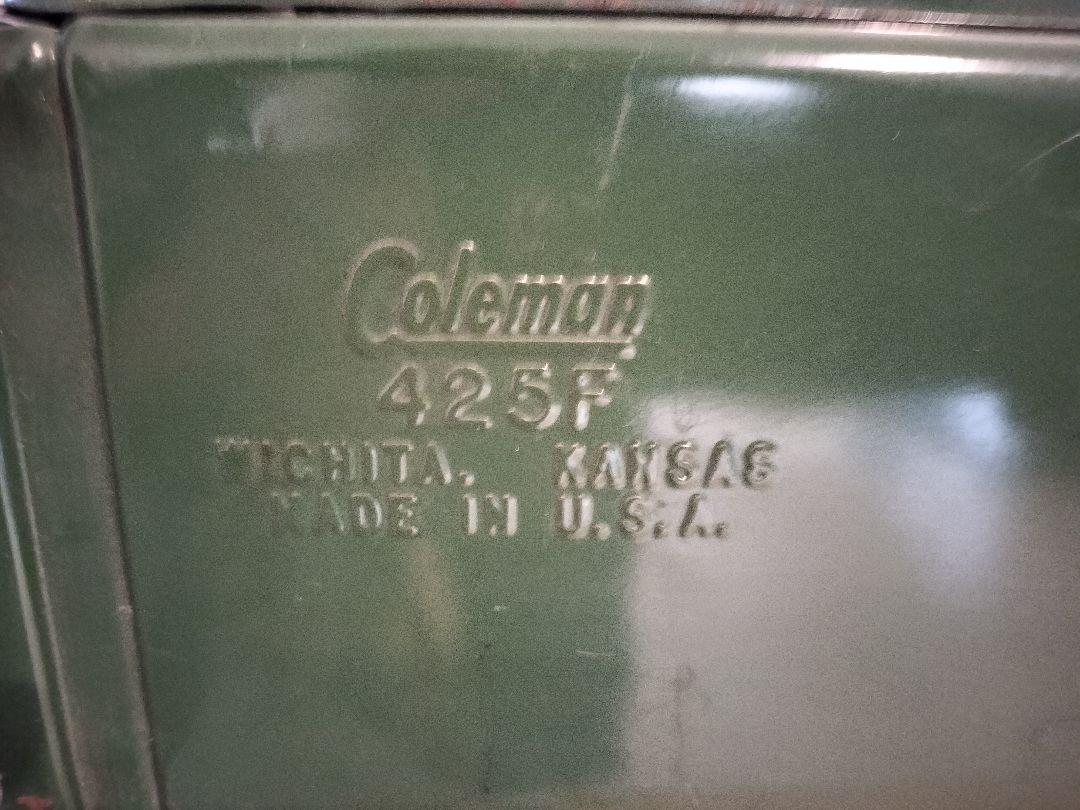 Coleman
425F
WICHITA, KANSAS
MADE IN U.S.A.